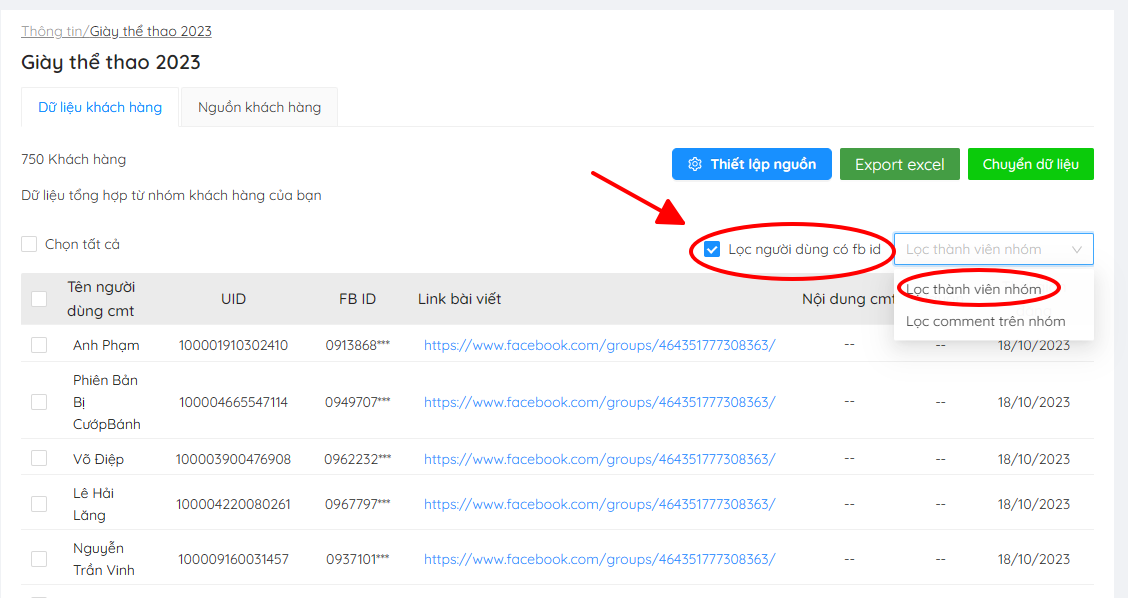 Thông tin/Giày thể thao 2023
Giày thể thao 2023
Dữ liệu khách hàng Nguồn khách hàng
750 Khách hàng
Thiết lập nguồn Export excel Chuyển dữ liệu
Dữ liệu tổng hợp từ nhóm khách hàng của bạn
Chọn tất cả Lọc người dùng có fb id Lọc thành viên nhóm
Lọc thành viên nhóm
Lọc comment trên nhóm
Tên người
dùng cmt
UID FB ID Link bài viết Nội dung cmt
Anh Phạm 100001910302410 0913868*** https://www.facebook.com/groups/464351777308363/ -- -- 18/10/2023
Phiên Bản
Bị
CướpBánh
100004665547114 0949707*** https://www.facebook.com/groups/464351777308363/ -- -- 18/10/2023
Võ Điệp 100003900476908 0962232*** https://www.facebook.com/groups/464351777308363/ -- -- 18/10/2023
Lê Hải
Lăng
100004220080261 0967797*** https://www.facebook.com/groups/464351777308363/ -- -- 18/10/2023
Nguyễn
Trần Vinh
100009160031457 0937101*** https://www.facebook.com/groups/464351777308363/ -- -- 18/10/2023